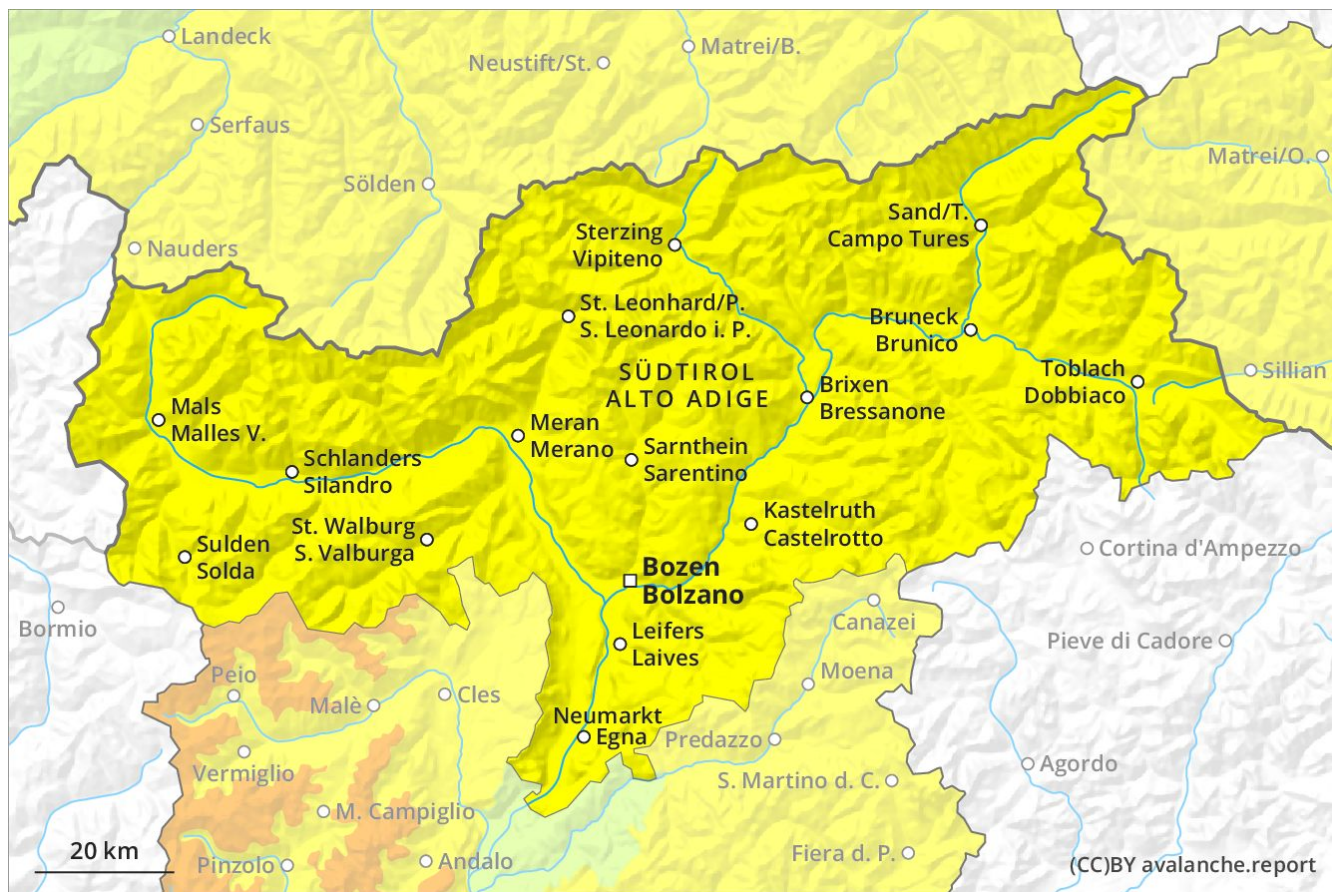 Landeck
Matrei/B.
Neustift/St.
Serfaus
Matrei/O.
Sölden
Nauders
Sand/T.
Campo Tures
Sterzing
Vipiteno
St. Leonhard/P.
S. Leonardo i. P.
Bruneck
Brunico
SÜDTIROL
ALTO ADIGE
Toblach
Dobbiaco
Sillian
Brixen
Bressanone
Mals
Malles V.
Meran
Merano
Sarnthein
Sarentino
Schlanders
Silandro
St. Walburg
S. Valburga
Kastelruth
Castelrotto
Sulden
Solda
Cortina d'Ampezzo
Bozen
Bolzano
Bormio
Canazei
Leifers
Laives
Pieve di Cadore
Peio
Moena
Malè
Cles
Neumarkt
Egna
Predazzo
Vermiglio
Agordo
S. Martino d. C.
M. Campiglio
20 km
Pinzolo
Andalo
Fiera d. P.
(CC)BY avalanche.report